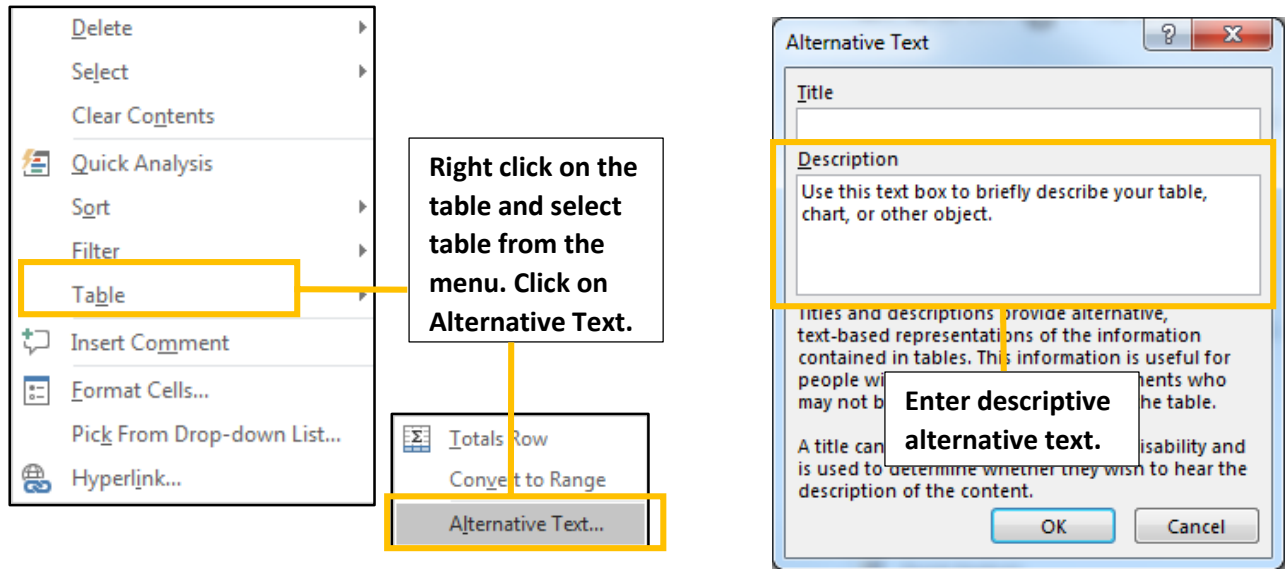 Delete
Select
Clear Contents
Quick Analysis
Sort
Filter
Table
Insert Comment
Format Cells...
Pick From Drop-down List...
Hyperlink...
Right click on the
table and select
table from the
menu. Click on
Alternative Text.
Totals Row
Convert to Range
Alternative Text...
Alternative Text
?
X
Title
Description
Use this text box to briefly describe your table,
chart, or other object.
Titles and descriptions provide alternative,
text-based representations of the information
contained in tables. This information is useful for
people wi ments who
may not b he table.
Enter descriptive
alternative text.
A title can isability and
is used to determine whether they wish to hear the
description of the content.
OK
Cancel